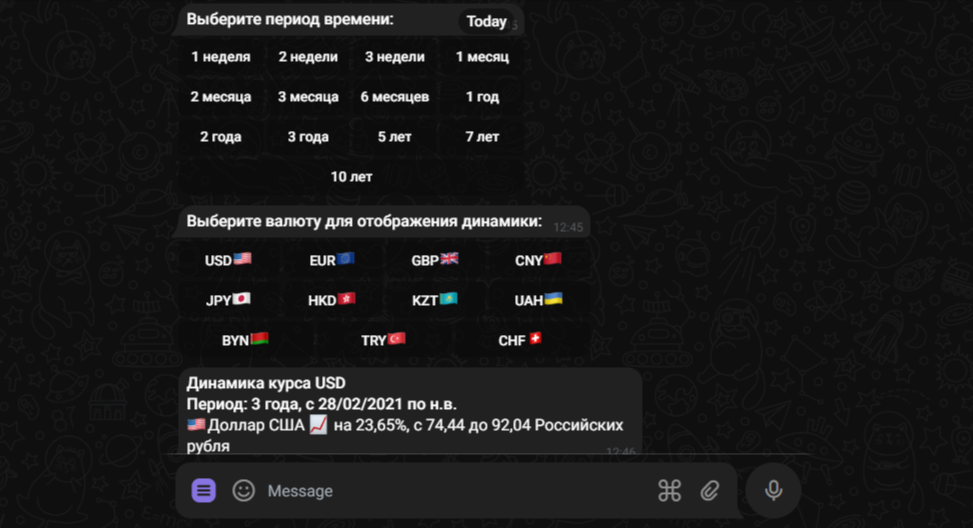 Выберите период времени:
Today
1 неделя 2 недели 3 недели 1 месяц
2 месяца 3 месяца 6 месяцев 1 год
2 года 3 года 5 лет 7 лет
10 лет
Выберите валюту для отображения динамики: 12:45
USD EUR GBP CNY
JPY HKD KZT UAH
BYN TRY CHF
Динамика курса USD
Период: 3 года, с 28/02/2021 по н.в.
Доллар США на 23,65%, с 74,44 до 92,04 Российских
рубля 12:46
Message